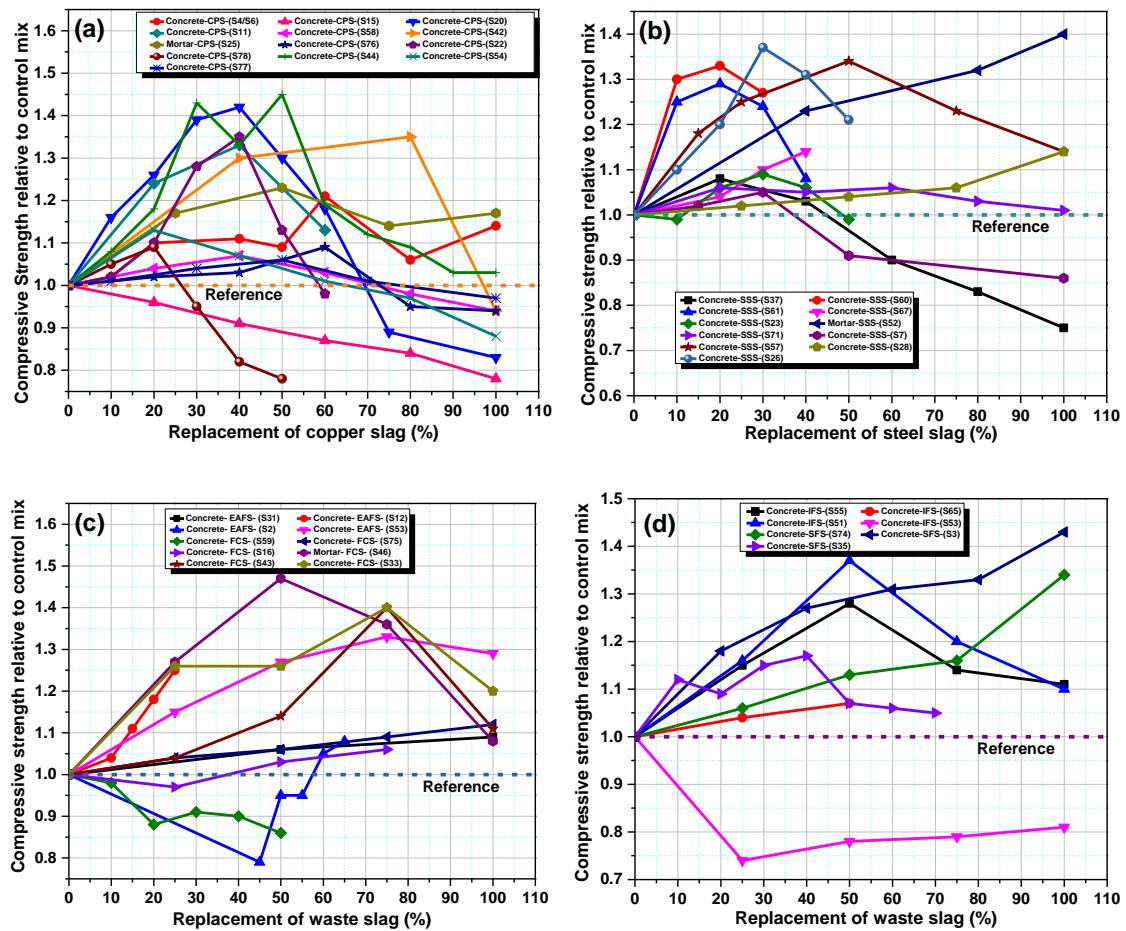 (a)
Concrete-CPS-(S4/S6) Concrete-CPS-(S15) Concrete-CPS-(S20)
Concrete-CPS-(S11) Concrete-CPS-(S58) Concrete-CPS-(S42)
Mortar-CPS-(S25) Concrete-CPS-(S76) Concrete-CPS-(S22)
Concrete-CPS-(S78) Concrete-CPS-(S44) Concrete-CPS-(S54)
Concrete-CPS-(S77)
Compressive Strength relative to control mix
1.6
1.5
1.4
1.3
1.2
1.1
1.0
0.9
0.8
Reference
0 10 20 30 40 50 60 70 80 90 100 110
Replacement of copper slag (%)
(b)
Compressive strength relative to control mix
1.4
1.3
1.2
1.1
1.0
0.9
0.8
0.7
0.6
Reference
Concrete-SSS-(S37) Concrete-SSS-(S60)
Concrete-SSS-(S61) Concrete-SSS-(S67)
Concrete-SSS-(S23) Mortar-SSS-(S52)
Concrete-SSS-(S71) Concrete-SSS-(S7)
Concrete-SSS-(S57) Concrete-SSS-(S28)
Concrete-SSS-(S26)
0 10 20 30 40 50 60 70 80 90 100 110
Replacement of steel slag (%)
(c)
Concrete- EAFS- (S31) Concrete- EAFS- (S12)
Concrete- EAFS- (S2) Concrete- EAFS- (S53)
Concrete- FCS- (S59) Concrete- FCS- (S75)
Concrete- FCS- (S16) Mortar- FCS- (S46)
Concrete- FCS- (S43) Concrete- FCS- (S33)
Compressive strength relative to control mix
1.6
1.5
1.4
1.3
1.2
1.1
1.0
0.9
0.8
Reference
0 10 20 30 40 50 60 70 80 90 100 110
Replacement of waste slag (%)
(d)
Concrete-IFS-(S55) Concrete-IFS-(S65)
Concrete-IFS-(S51) Concrete-IFS-(S53)
Concrete-SFS-(S74) Concrete-SFS-(S3)
Concrete-SFS-(S35)
Compressive strength relative to control mix
1.5
1.4
1.3
1.2
1.1
1.0
0.9
0.8
0.7
Reference
0 10 20 30 40 50 60 70 80 90 100 110
Replacement of waste slag (%)